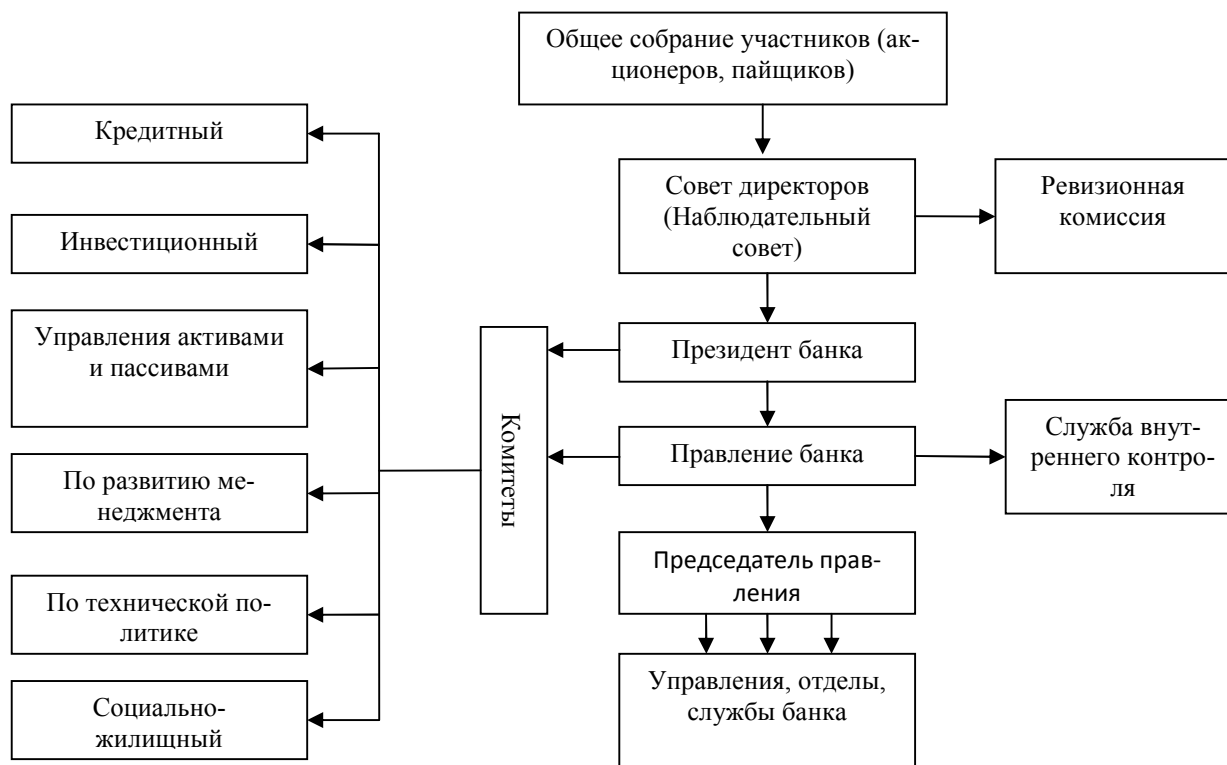 Общее собрание участников (ак-
ционеров, пайщиков)
Кредитный
Совет директоров
(Наблюдательный
совет)
Ревизионная
комиссия
Инвестиционный
Управления активами
и пассивами
Президент банка
Комитеты
Правление банка
Служба внут-
реннего контро-
ля
По развитию ме-
неджмента
Председатель прав-
ления
По технической по-
литике
Управления, отделы,
службы банка
Социально-
жилищный